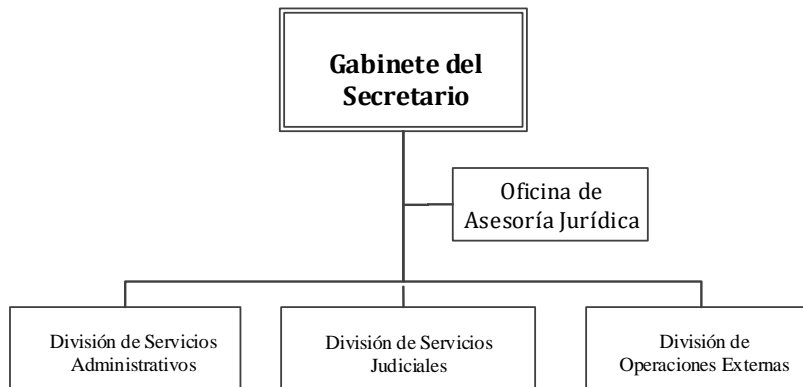 Gabinete del
Secretario
Oficina de
Asesoría Jurídica
División de Servicios
Administrativos
División de Servicios
Judiciales
División de
Operaciones Externas